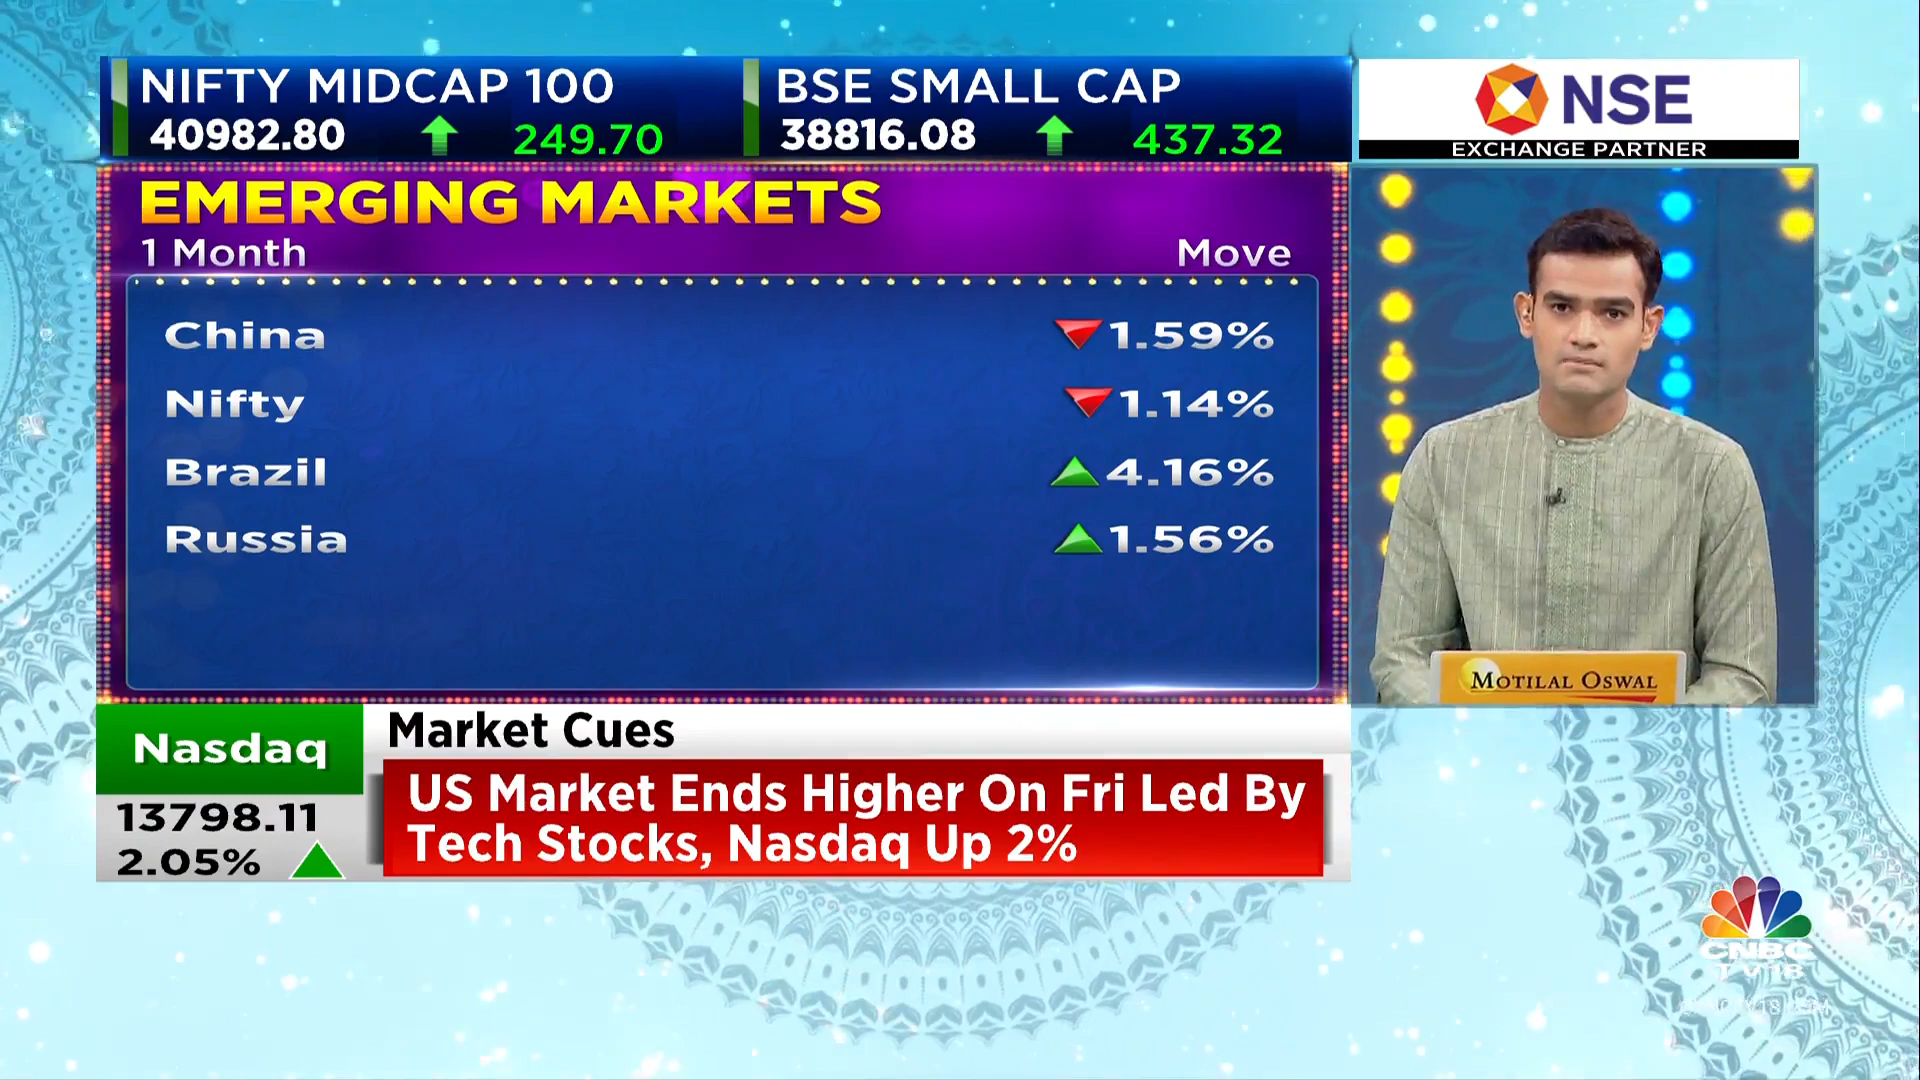 NIFTY MIDCAP 100
40982.80 249.70
BSE SMALL CAP
38816.08 437.32
NSE
EXCHANGE PARTNER
EMERGING MARKETS
1 Month Move
China 1.59%
Nifty 1.14%
Brazil 4.16%
Russia 1.56%
MOTILAL OSWAL
Nasdaq
13798.11
2.05%
Market Cues
US Market Ends Higher On Fri Led By
Tech Stocks, Nasdaq Up 2%
CNBC
TV18